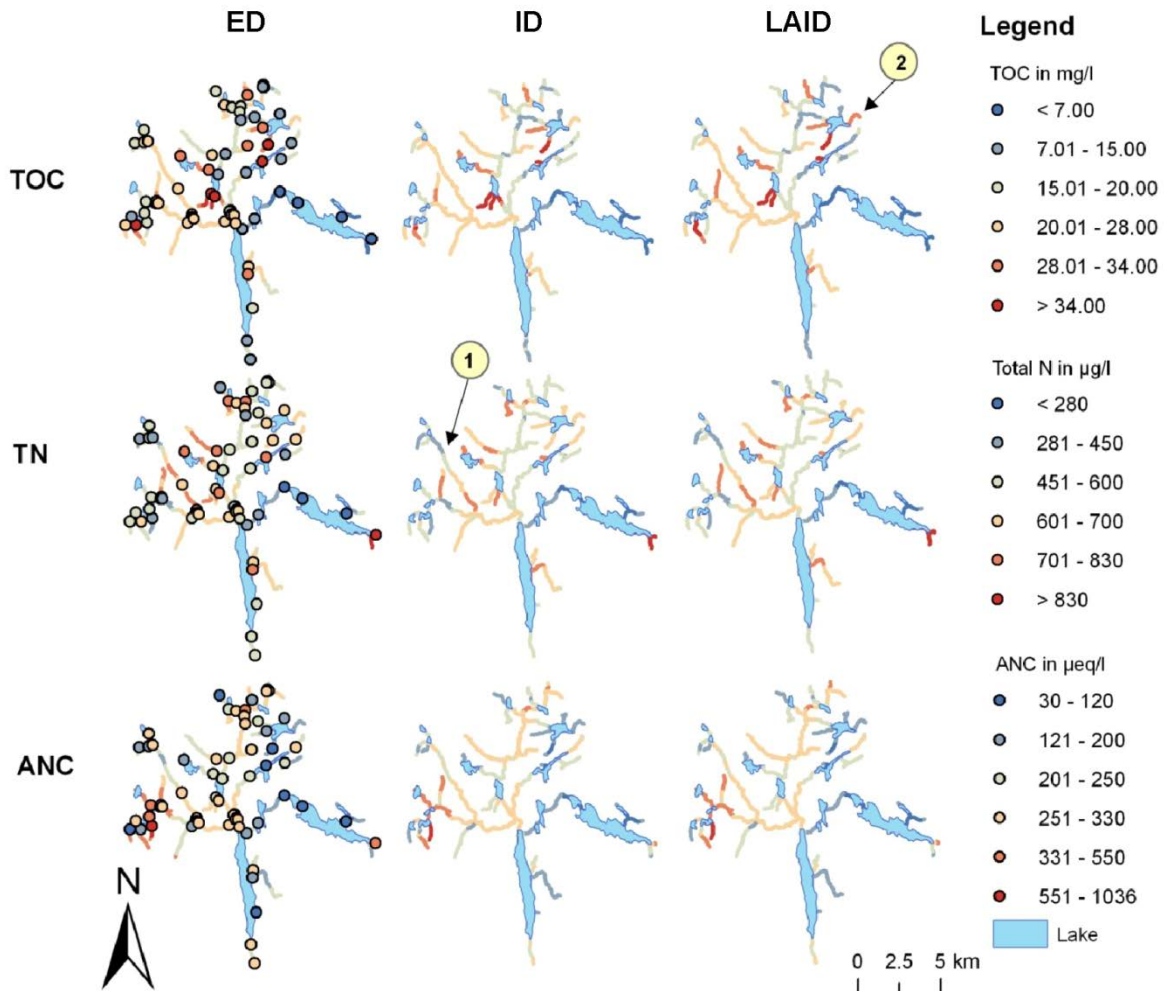 ED
ID
LAID
TOC
TN
ANC
1
2
N
Legend
TOC in mg/l
< 7.00
7.01 - 15.00
15.01 - 20.00
20.01 - 28.00
28.01 - 34.00
> 34.00
Total N in µg/l
< 280
281 - 450
451 - 600
601 - 700
701 - 830
> 830
ANC in µeq/l
30 - 120
121 - 200
201 - 250
251 - 330
331 - 550
551 - 1036
Lake
0 2.5 5 km